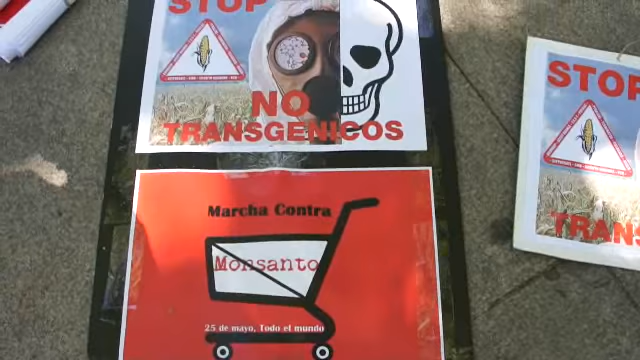 STOP
NO
TRANSGENICOS
Marcha Contra
Monsanto
25 de mayo, Todo el mundo
STOP
TRANS